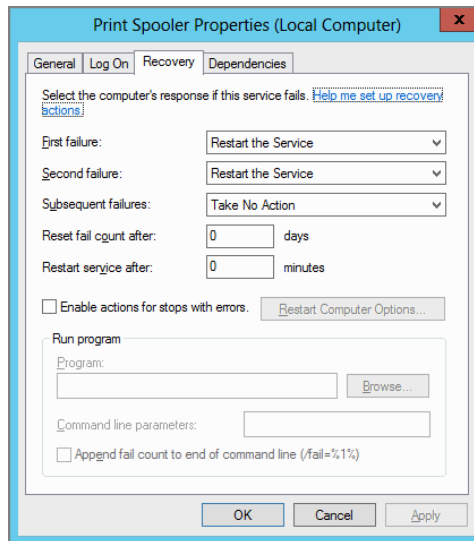 Print Spooler Properties (Local Computer)
x
General Log On Recovery Dependencies
Select the computer's response if this service fails. Help me set up recovery
actions.
First failure: Restart the Service
Second failure: Restart the Service
Subsequent failures: Take No Action
Reset fail count after: 0 days
Restart service after: 0 minutes
Enable actions for stops with errors. Restart Computer Options...
Run program
Program:
Browse...
Command line parameters:
Append fail count to end of command line (/fail=%1%)
OK Cancel Apply